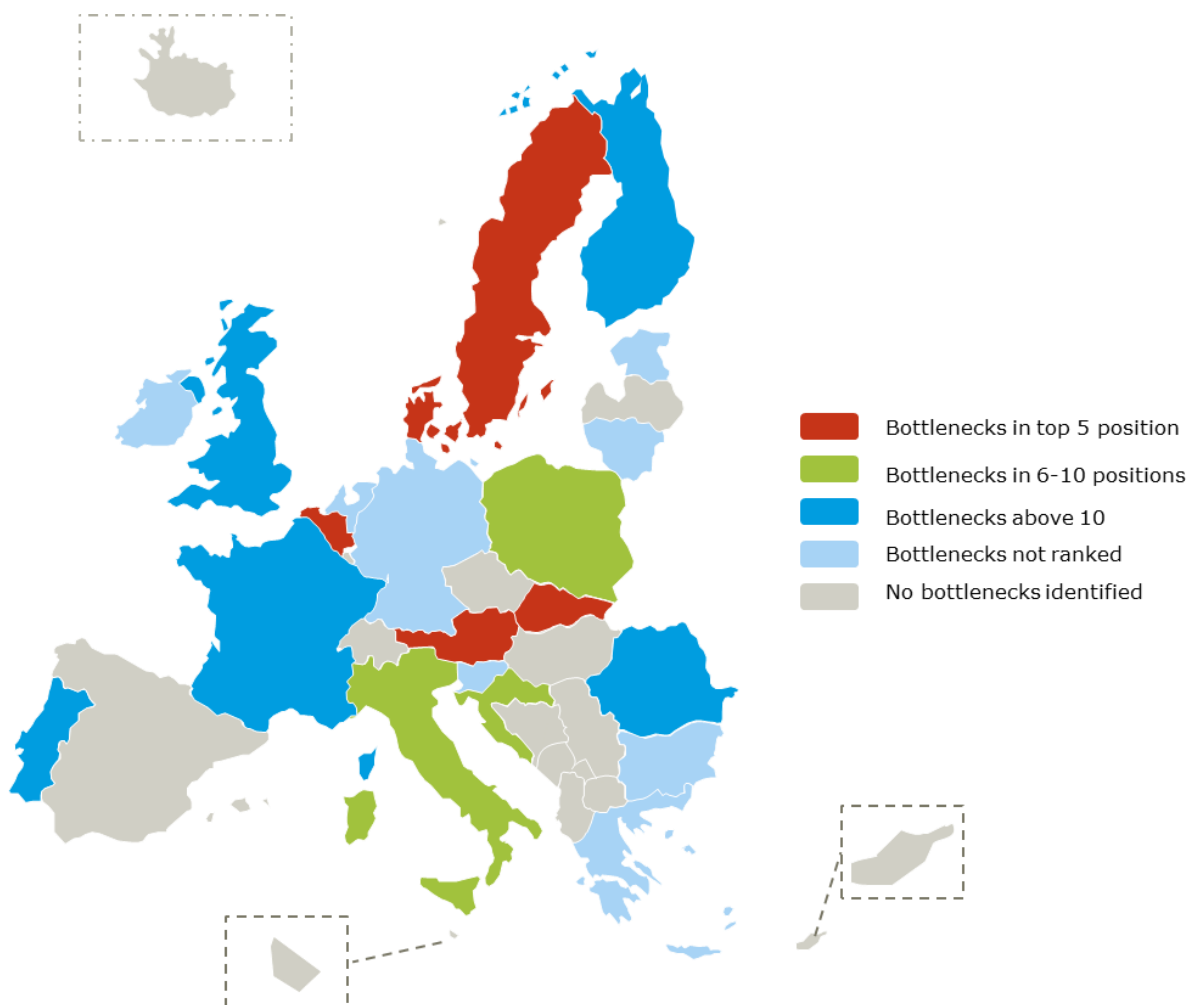 Bottlenecks in top 5 position
Bottlenecks in 6-10 positions
Bottlenecks above 10
Bottlenecks not ranked
No bottlenecks identified